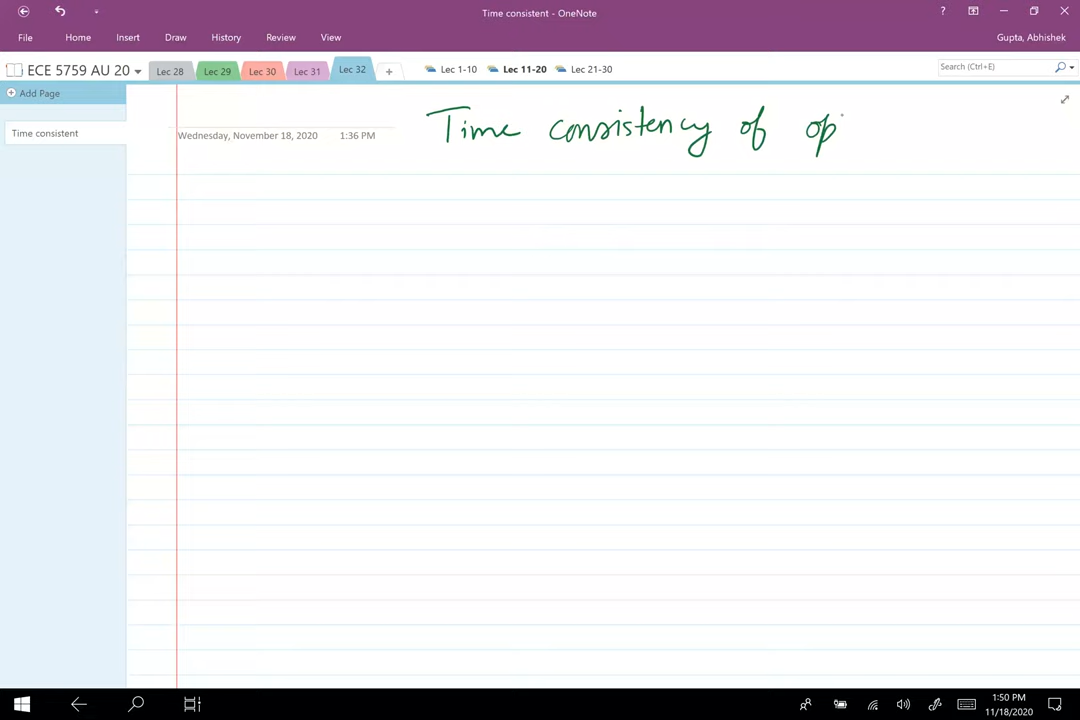 Time consistent - OneNote
?
File Home Insert Draw History Review View
Gupta, Abhishek
ECE 5759 AU 20
Lec 28 Lec 29 Lec 30 Lec 31 Lec 32 +
Lec 1-10 Lec 11-20 Lec 21-30
Search (Ctrl+E)
Add Page
Time consistent
Wednesday, November 18, 2020 1:36 PM
Time consistency of op
1:50 PM
11/18/2020